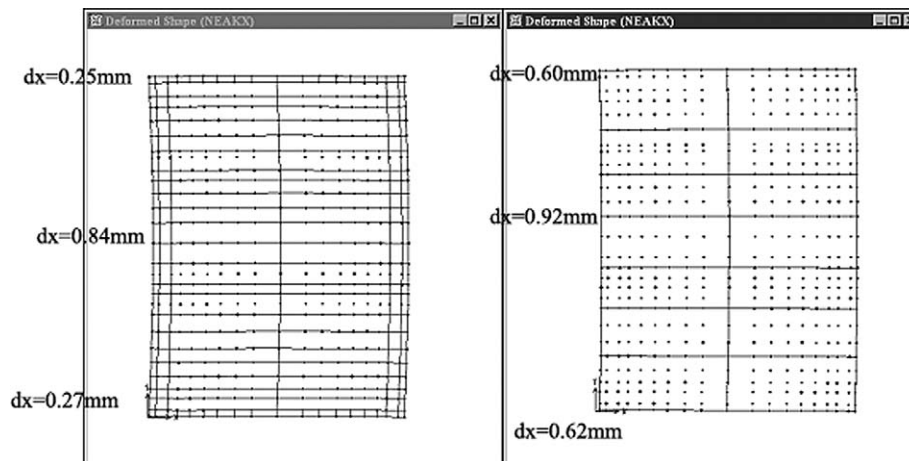 Deformed Shape (NEAKX)
dx=0.25mm
dx=0.84mm
dx=0.27mm
Deformed Shape (NEAKX)
dx=0.60mm
dx=0.92mm
dx=0.62mm